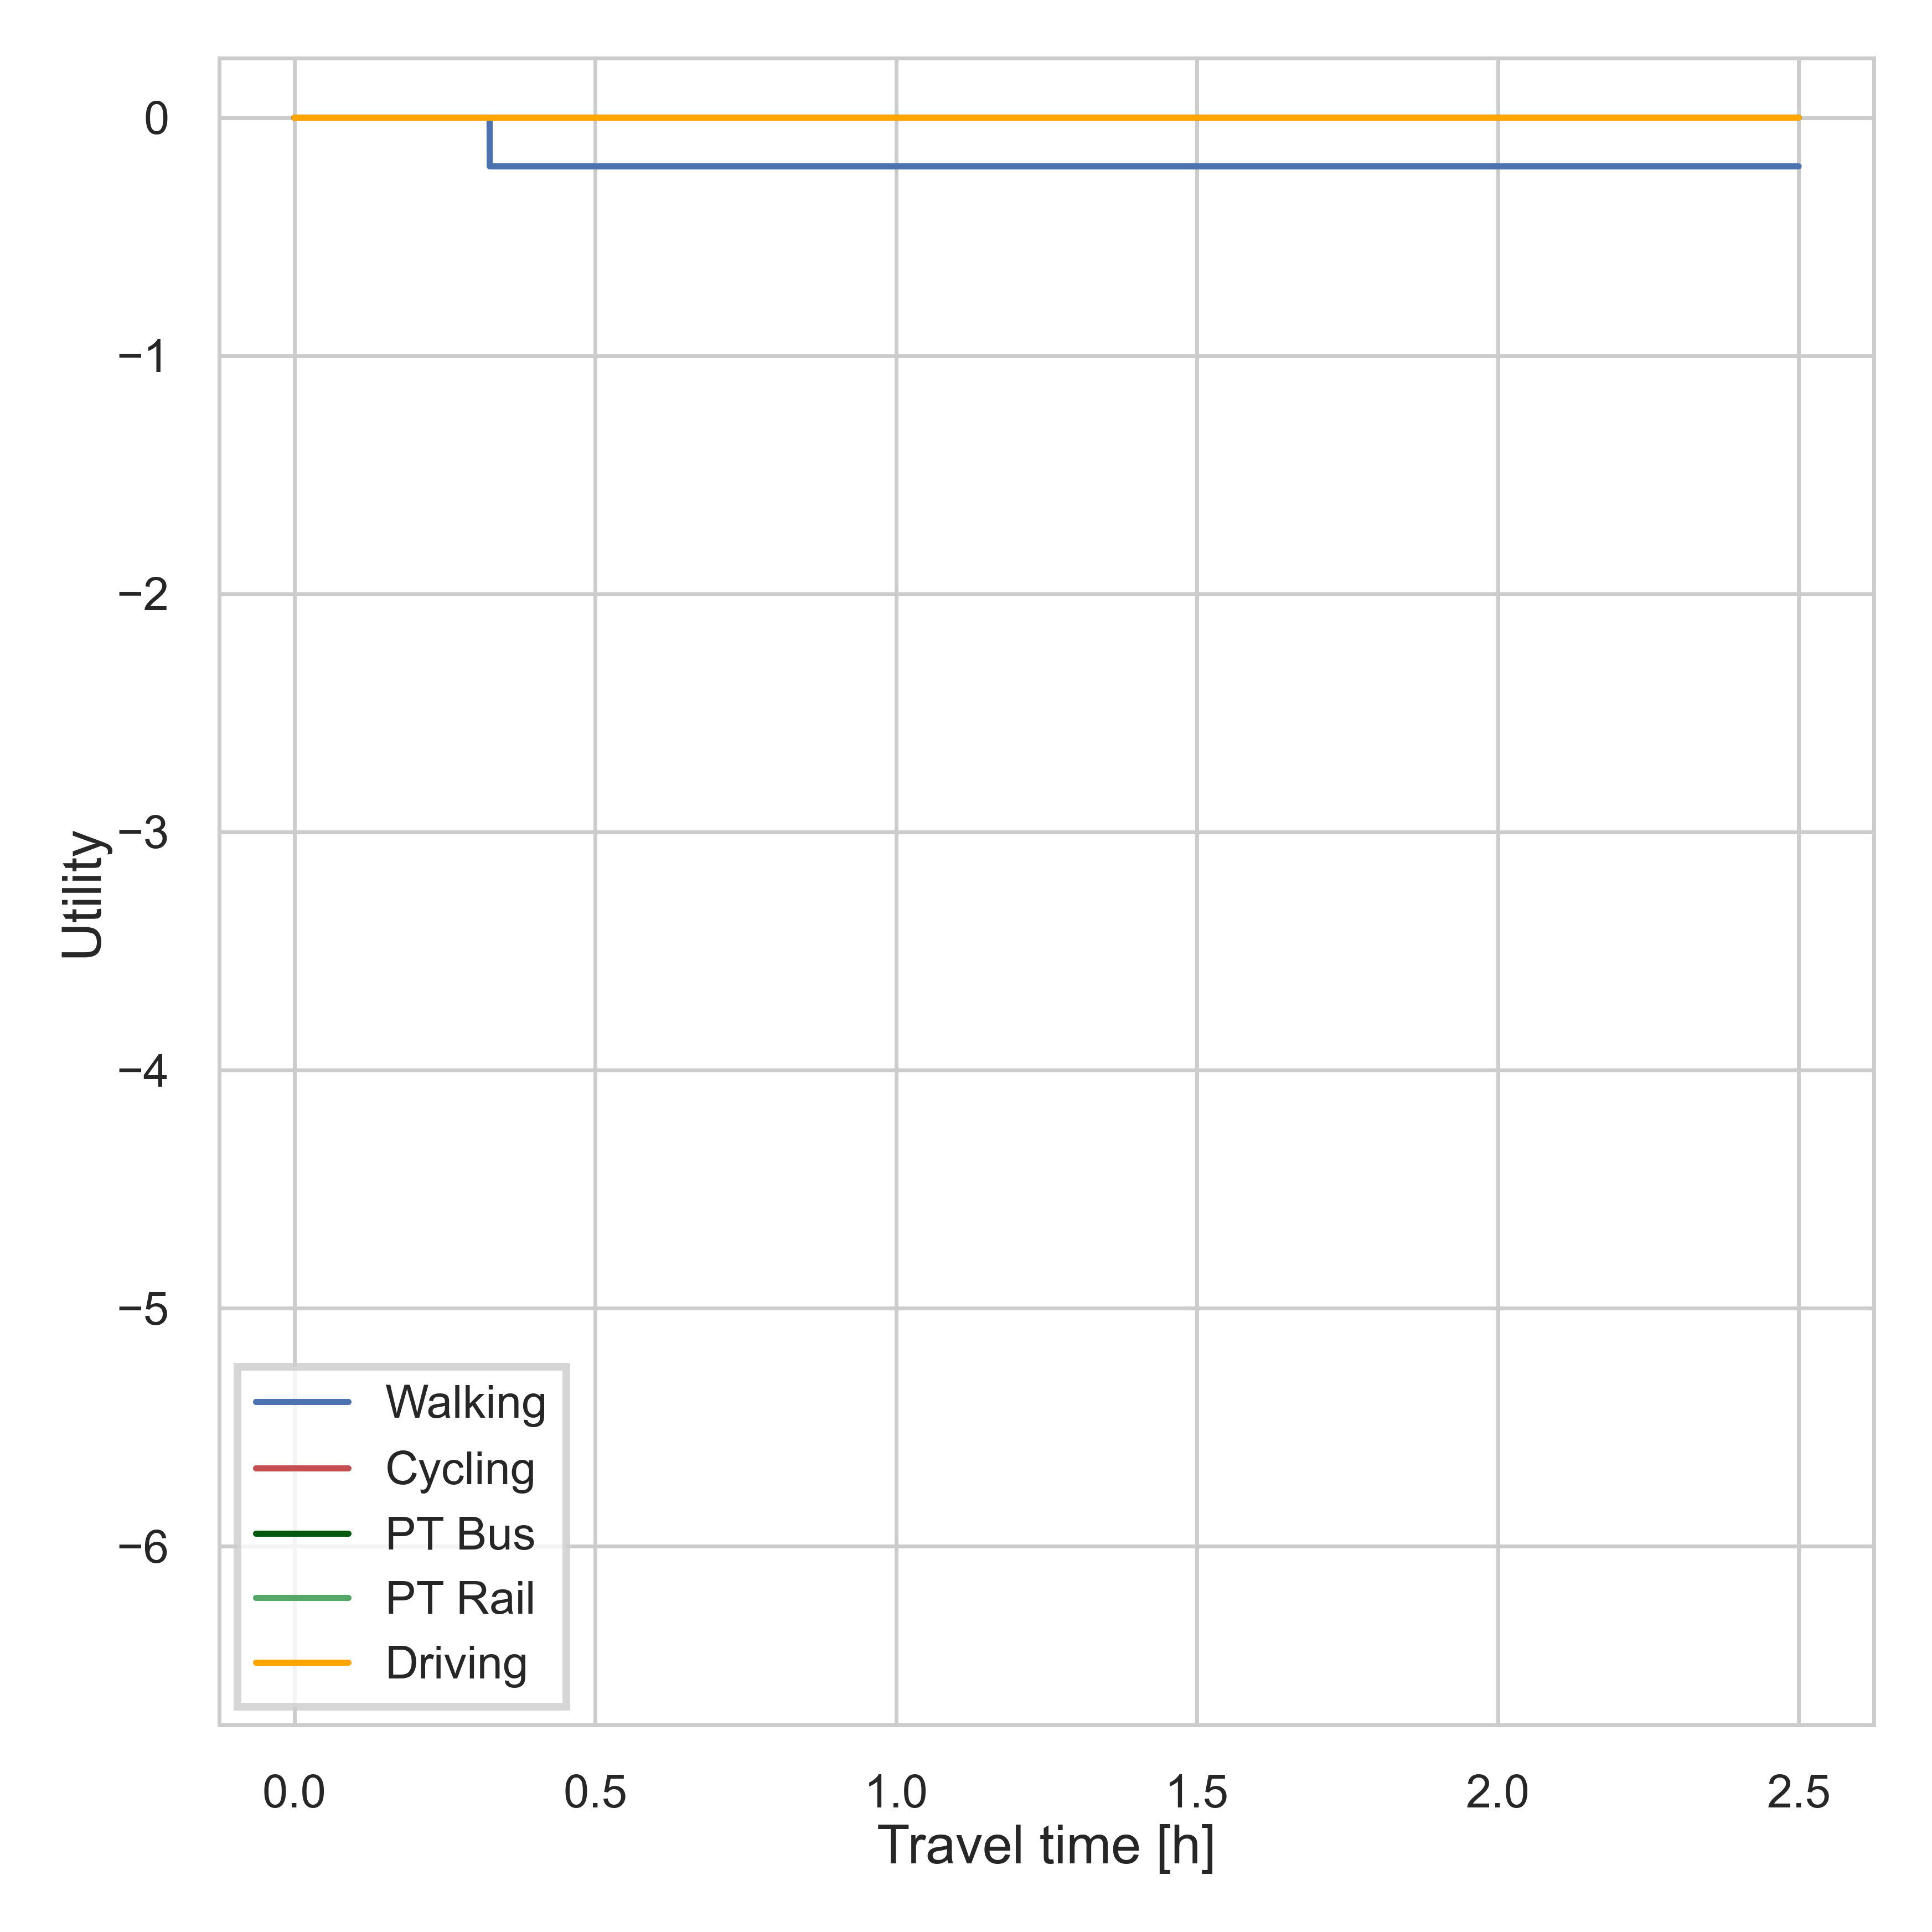 0
−1
−2
−3
−4
−5
−6
Utility
Walking
Cycling
PT Bus
PT Rail
Driving
0.0 0.5 1.0 1.5 2.0 2.5
Travel time [h]